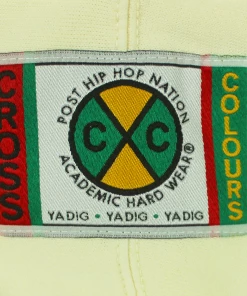 CROSS
POST HIP HOP NATION
C C
ACADEMIC HARD WEAR®
YADIG • YADIG • YADIG
COLOURS